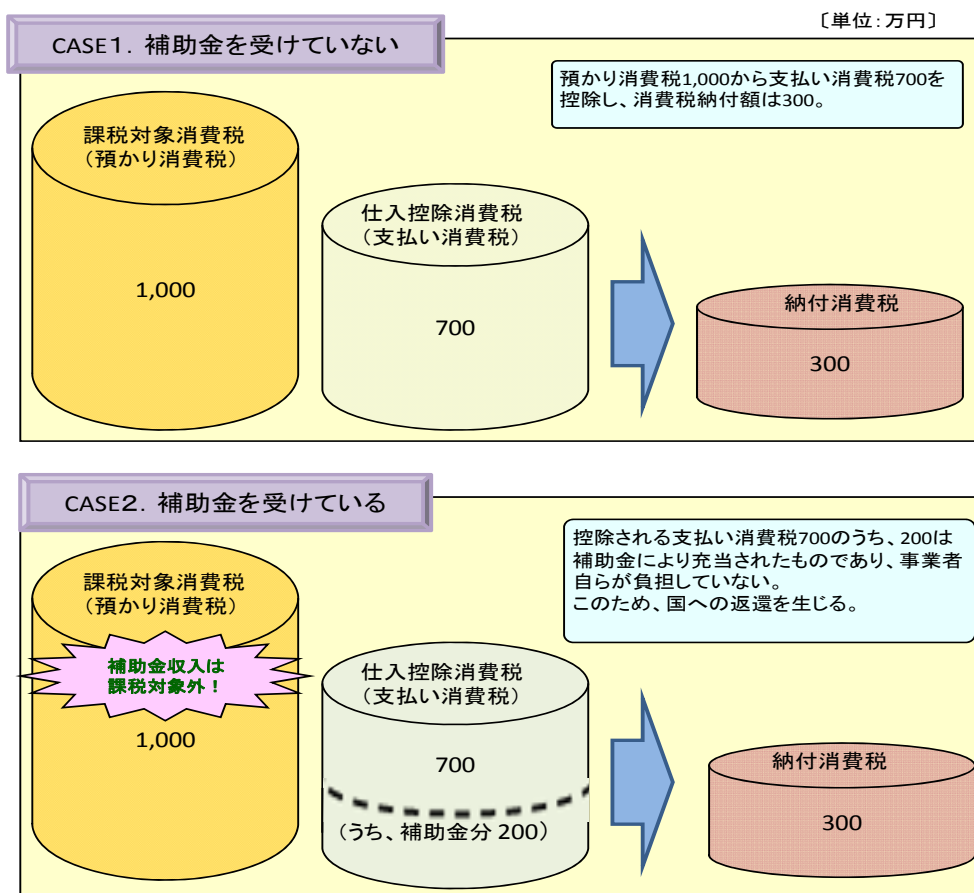 〔単位：万円〕
CASE１．補助金を受けていない
預かり消費税1,000から支払い消費税700を
控除し、消費税納付額は300。
課税対象消費税
（預かり消費税）
1,000
仕入控除消費税
（支払い消費税）
700
納付消費税
300
CASE２．補助金を受けている
控除される支払い消費税700のうち、200は
補助金により充当されたものであり、事業者
自らが負担していない。
このため、国への返還を生じる。
課税対象消費税
（預かり消費税）
補助金収入は
課税対象外！
1,000
仕入控除消費税
（支払い消費税）
700
（うち、補助金分 200）
納付消費税
300